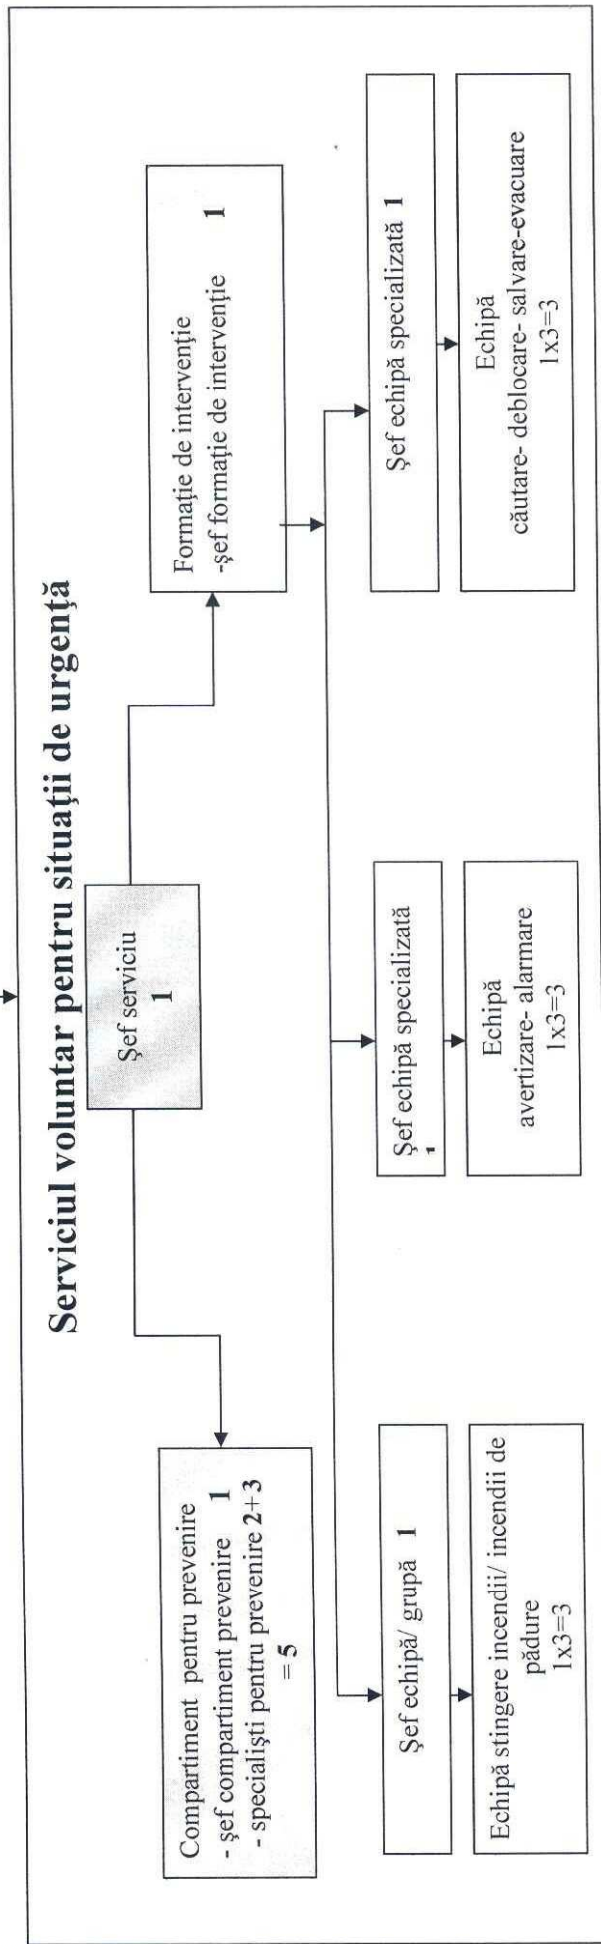 Serviciul voluntar pentru situaţii de urgenţă
Şef serviciu
1
Compartiment pentru prevenire
- şef compartiment prevenire 1
- specialişti pentru prevenire 2+3
= 5
Formaţie de intervenţie
-şef formaţie de intervenţie 1
Şef echipă/ grupă 1
Echipă stingere incendii/ incendii de
pădure
1x3=3
Şef echipă specializată
1
Echipă
avertizare- alarmare
1x3=3
Şef echipă specializată 1
Echipă
căutare- deblocare- salvare-evacuare
1x3=3